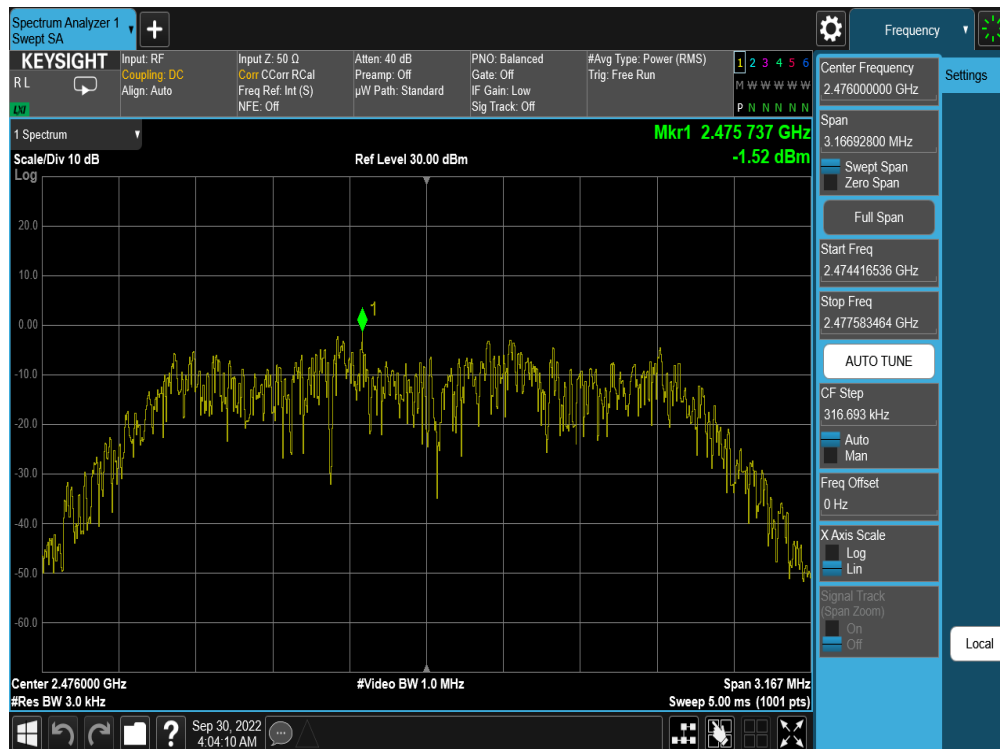 Spectrum Analyzer 1
Swept SA
+
Frequency
KEYSIGHT
R L
LXI
Input: RF
Coupling: DC
Align: Auto
Input Z: 50 Ω
Corr CCorr RCal
Freq Ref: Int (S)
NFE: Off
Atten: 40 dB
Preamp: Off
µW Path: Standard
PNO: Balanced
Gate: Off
IF Gain: Low
Sig Track: Off
#Avg Type: Power (RMS)
Trig: Free Run
1 2 3 4 5 6
M W W W W W
P N N N N N
1 Spectrum
Scale/Div 10 dB
Log
Ref Level 30.00 dBm
Mkr1 2.475 737 GHz
-1.52 dBm
1
20.0
10.0
0.00
-10.0
-20.0
-30.0
-40.0
-50.0
-60.0
Center 2.476000 GHz
#Res BW 3.0 kHz
#Video BW 1.0 MHz
Span 3.167 MHz
Sweep 5.00 ms (1001 pts)
?
Sep 30, 2022
4:04:10 AM
Center Frequency
2.476000000 GHz
Span
3.16692800 MHz
Swept Span
Zero Span
Full Span
Start Freq
2.474416536 GHz
Stop Freq
2.477583464 GHz
AUTO TUNE
CF Step
316.693 kHz
Auto
Man
Freq Offset
0 Hz
X Axis Scale
Log
Lin
Signal Track
(Span Zoom)
On
Off
Settings
Local